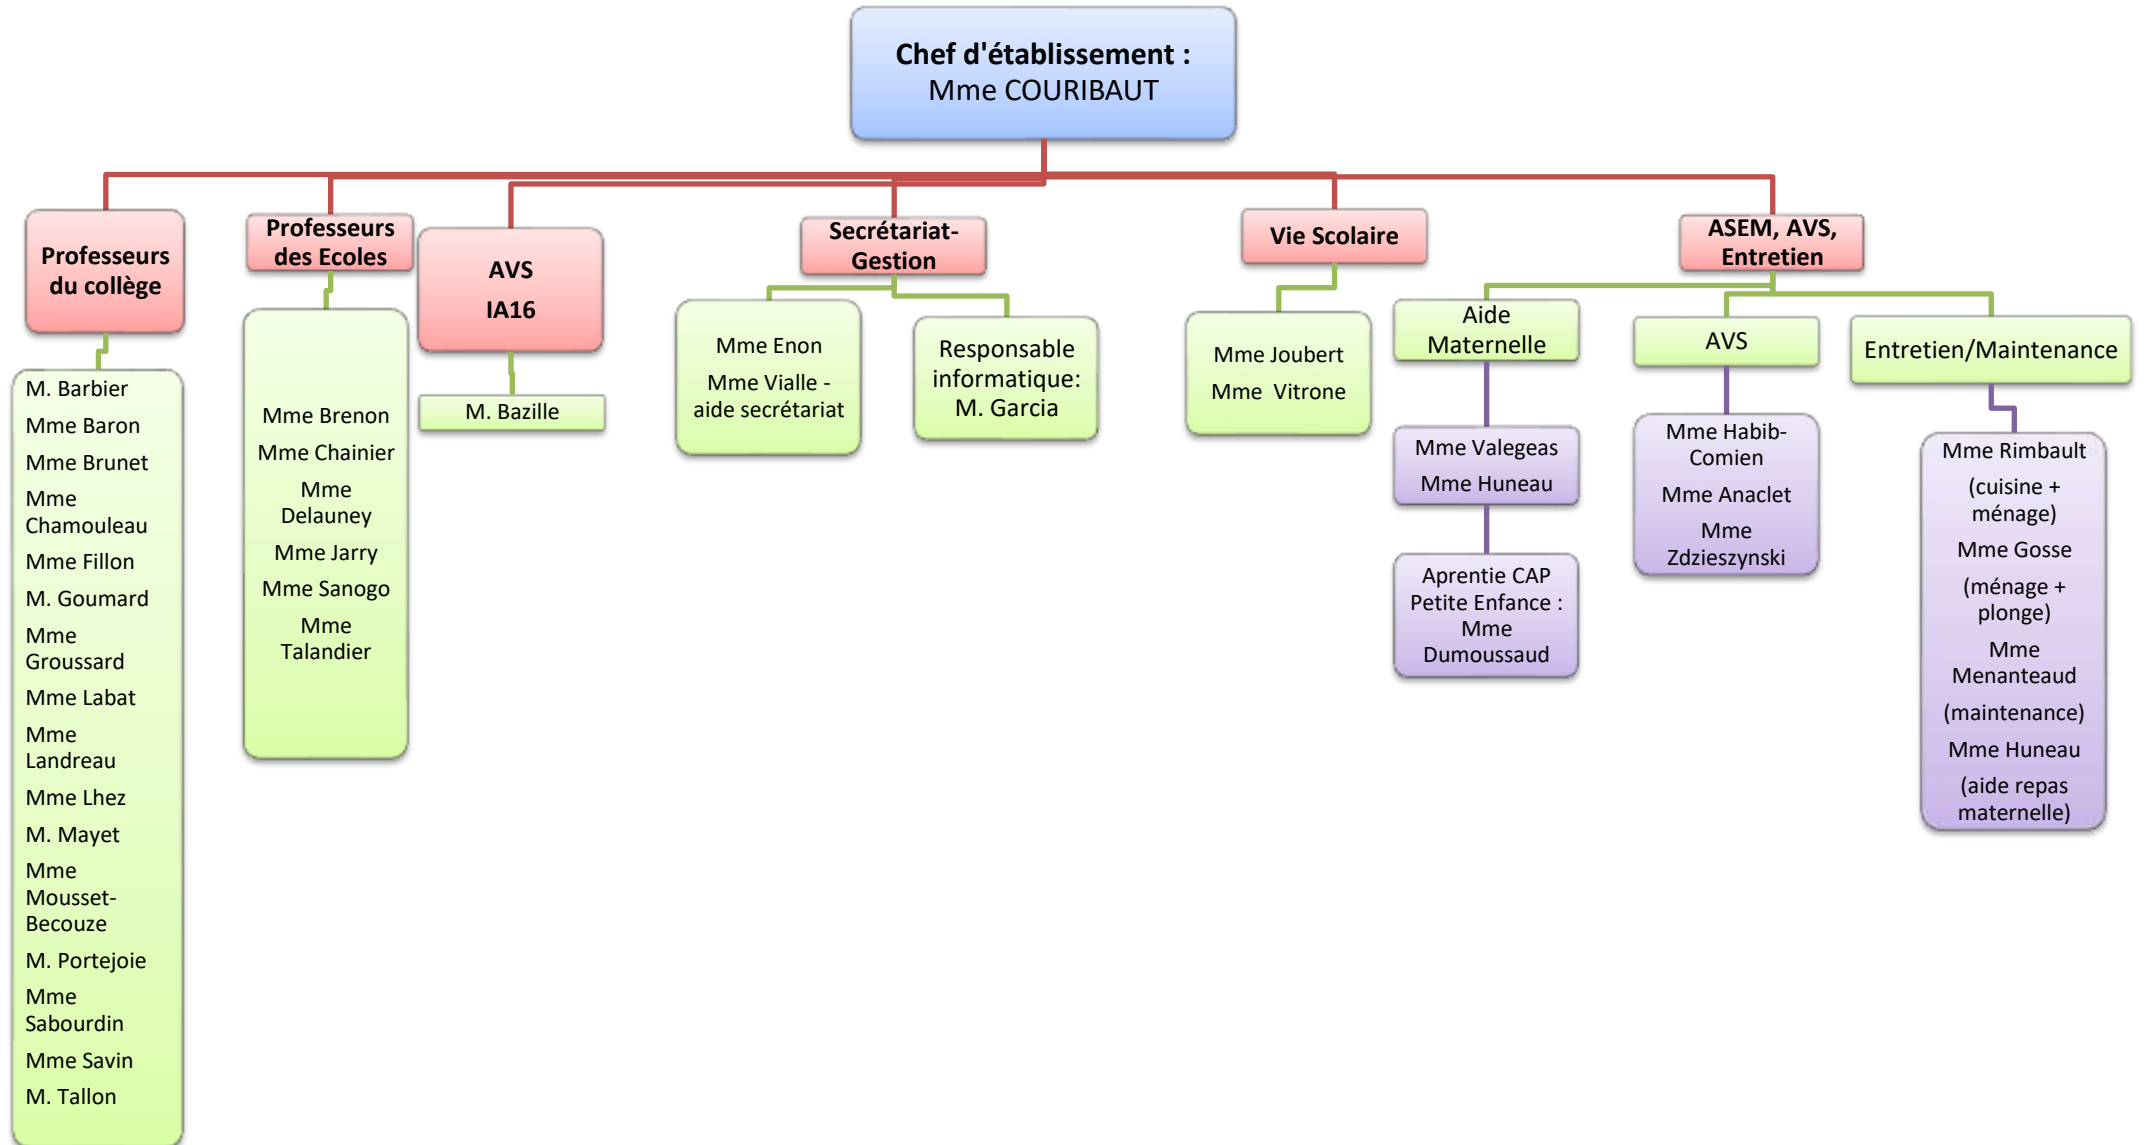 Chef d'établissement :
Mme COURIBAUT
Professeurs
du collège
M. Barbier
Mme Baron
Mme Brunet
Mme
Chamouleau
Mme Fillon
M. Goumard
Mme
Groussard
Mme Labat
Mme
Landreau
Mme Lhez
M. Mayet
Mme
Mousset-
Becouze
M. Portejoie
Mme
Sabourdin
Mme Savin
M. Tallon
Professeurs
des Ecoles
Mme Brenon
Mme Chainier
Mme
Delauney
Mme Jarry
Mme Sanogo
Mme
Talandier
AVS
IA16
M. Bazille
Secrétariat-
Gestion
Mme Enon
Mme Vialle -
aide secrétariat
Responsable
informatique:
M. Garcia
Vie Scolaire
Mme Joubert
Mme Vitrone
ASEM, AVS,
Entretien
Aide
Maternelle
Mme Valegeas
Mme Huneau
Aprentie CAP
Petite Enfance :
Mme
Dumoussaud
AVS
Mme Habib-
Comien
Mme Anaclet
Mme
Zdzieszynski
Entretien/Maintenance
Mme Rimbault
(cuisine +
ménage)
Mme Gosse
(ménage +
plonge)
Mme
Menanteaud
(maintenance)
Mme Huneau
(aide repas
maternelle)